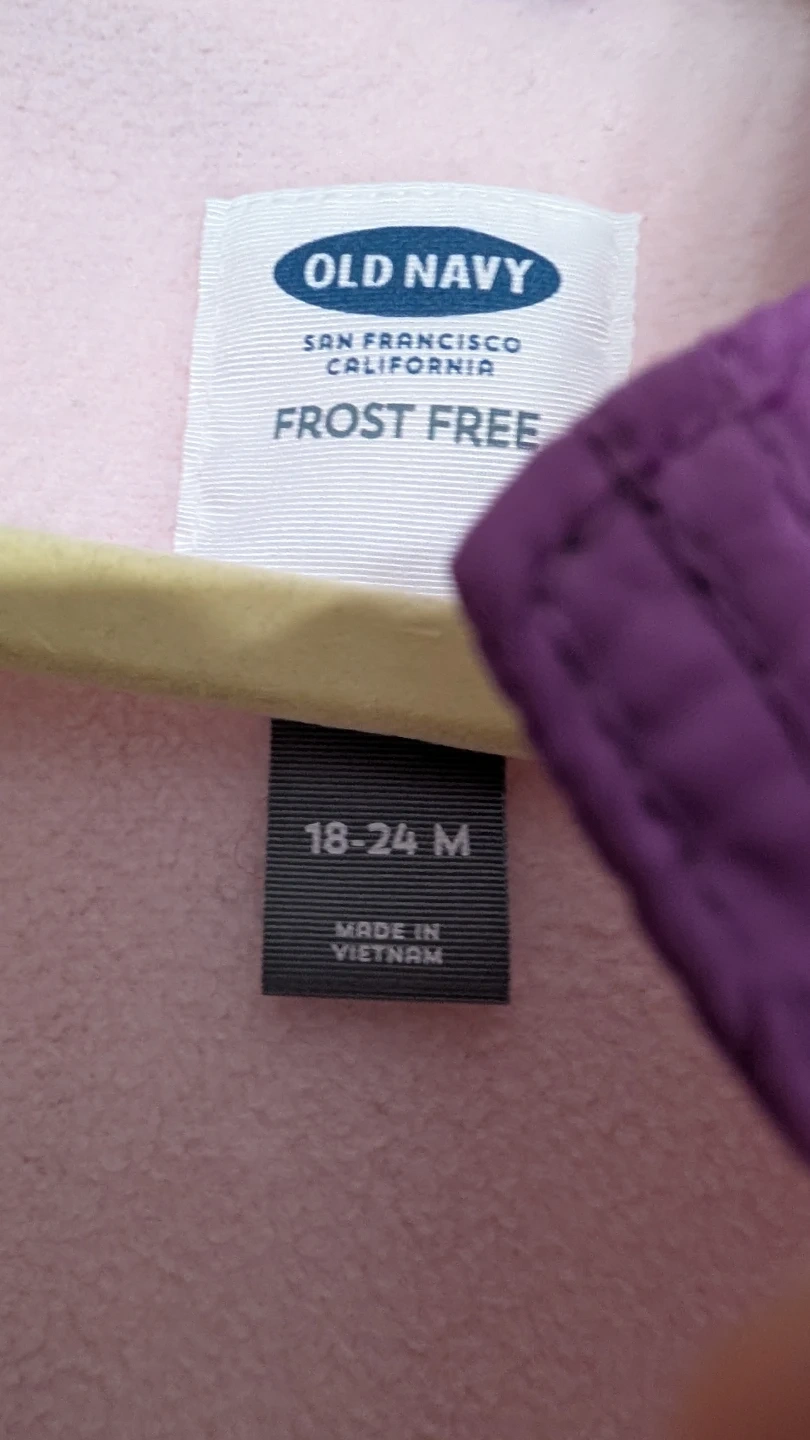 OLD NAVY
SAN FRANCISCO
CALIFORNIA
FROST FREE
18-24 M
MADE IN
VIETNAM